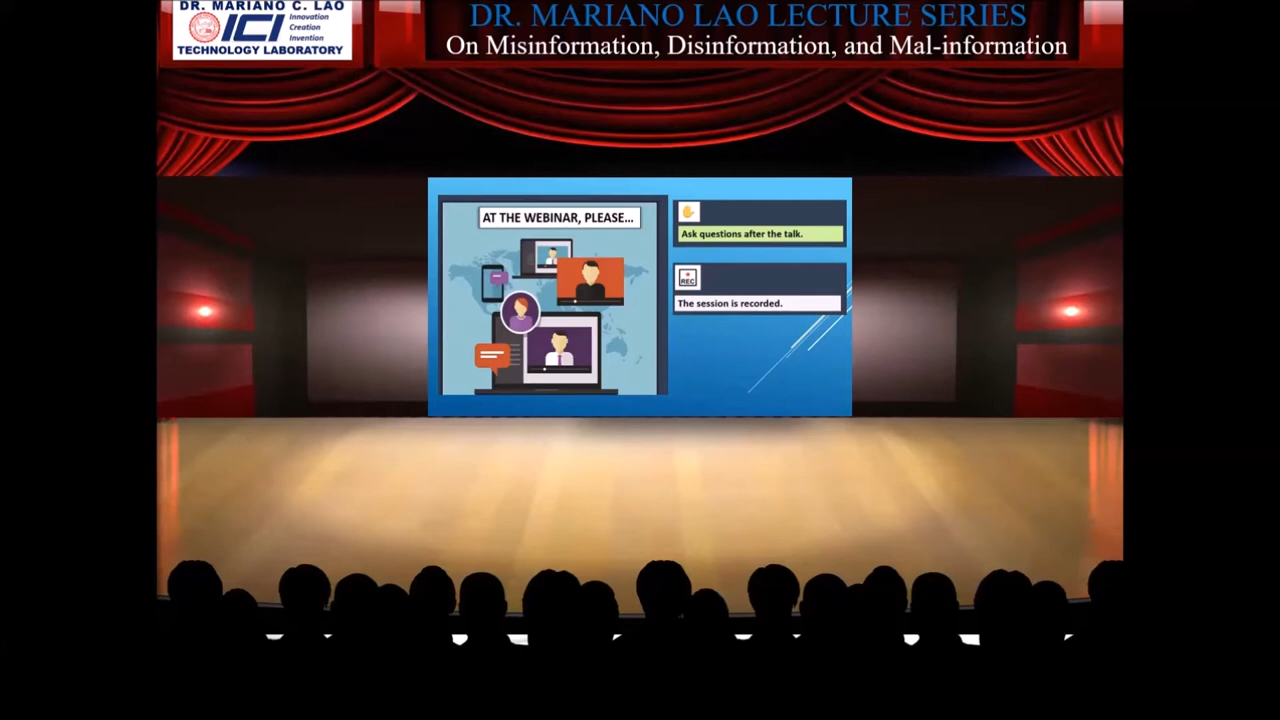 DR. MARIANO C. LAO
ICI
Innovation
Creation
Invention
TECHNOLOGY LABORATORY
DR. MARIANO LAO LECTURE SERIES
On Misinformation, Disinformation, and Mal-information
AT THE WEBINAR, PLEASE...
Ask questions after the talk.
REC
The session is recorded.